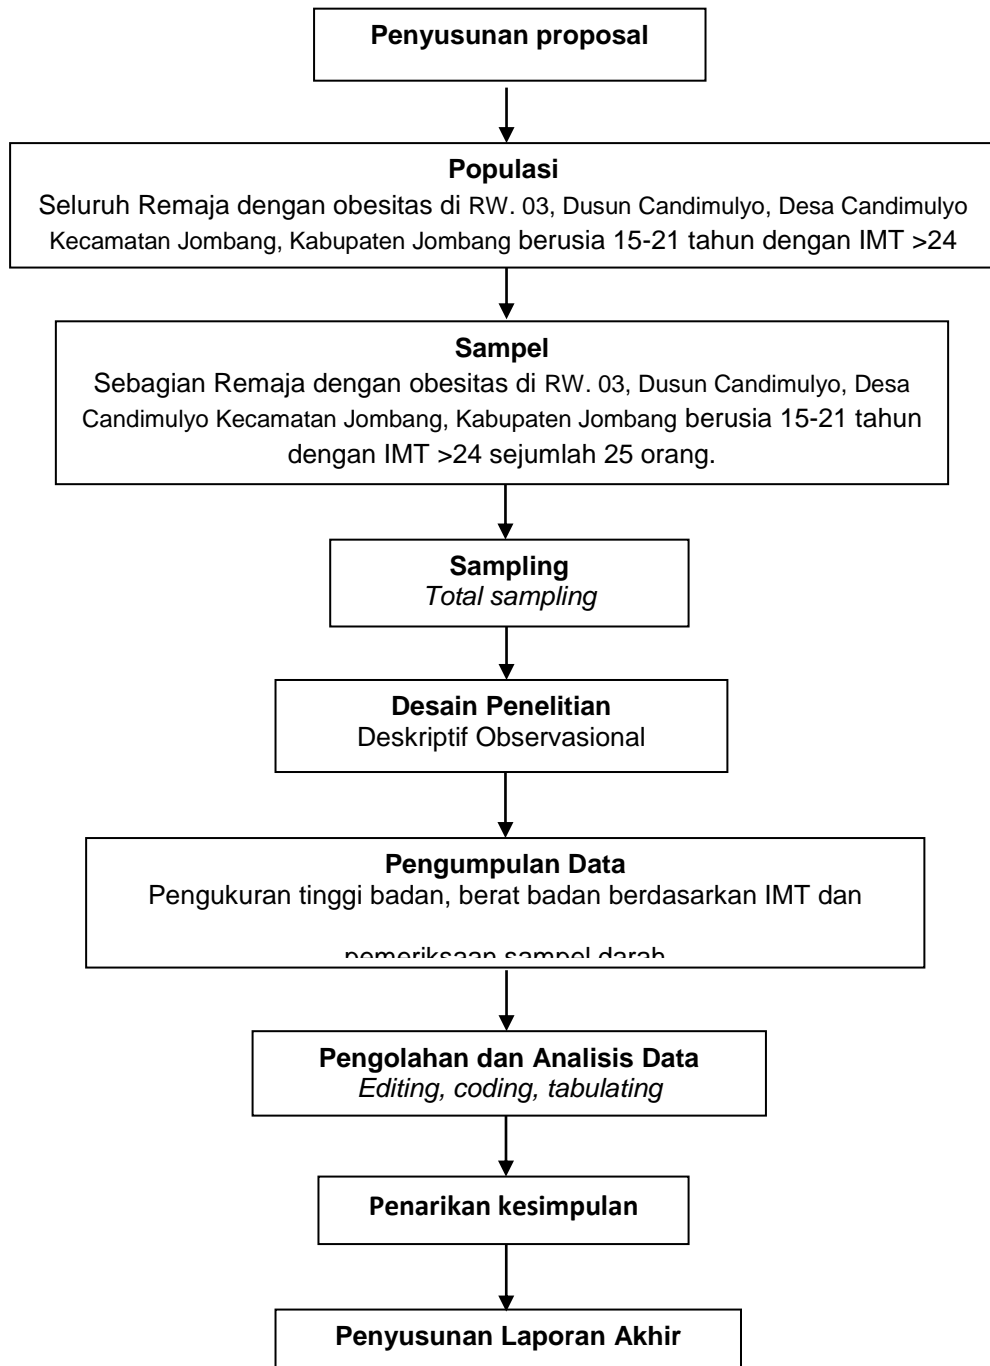 Penyusunan proposal
Populasi
Seluruh Remaja dengan obesitas di RW. 03, Dusun Candimulyo, Desa Candimulyo
Kecamatan Jombang, Kabupaten Jombang berusia 15-21 tahun dengan IMT >24
Sampel
Sebagian Remaja dengan obesitas di RW. 03, Dusun Candimulyo, Desa
Candimulyo Kecamatan Jombang, Kabupaten Jombang berusia 15-21 tahun
dengan IMT >24 sejumlah 25 orang.
Sampling
Total sampling
Desain Penelitian
Deskriptif Observasional
Pengumpulan Data
Pengukuran tinggi badan, berat badan berdasarkan IMT dan
pemeriksaan sampel darah
Pengolahan dan Analisis Data
Editing, coding, tabulating
Penarikan kesimpulan
Penyusunan Laporan Akhir